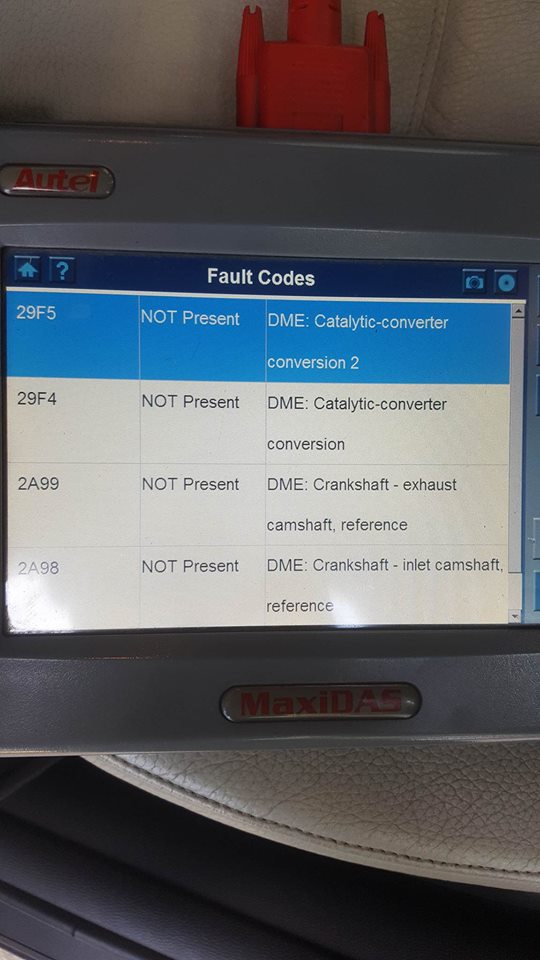 Autel
?
Fault Codes
29F5 NOT Present DME: Catalytic-converter
conversion 2
29F4 NOT Present DME: Catalytic-converter
conversion
2A99 NOT Present DME: Crankshaft - exhaust
camshaft, reference
2A98 NOT Present DME: Crankshaft - inlet camshaft,
reference
MaxiDAS